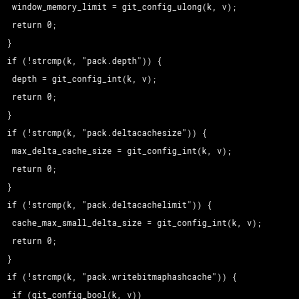 window_memory_limit = git_config_ulong(k, v);
return 0;
}
if (!strcmp(k, "pack.depth")) {
depth = git_config_int(k, v);
return 0;
}
if (!strcmp(k, "pack.deltacachesize")) {
max_delta_cache_size = git_config_int(k, v);
return 0;
}
if (!strcmp(k, "pack.deltacachelimit")) {
cache_max_small_delta_size = git_config_int(k, v);
return 0;
}
if (!strcmp(k, "pack.writebitmaphashcache")) {
if (git_config_bool(k, v))